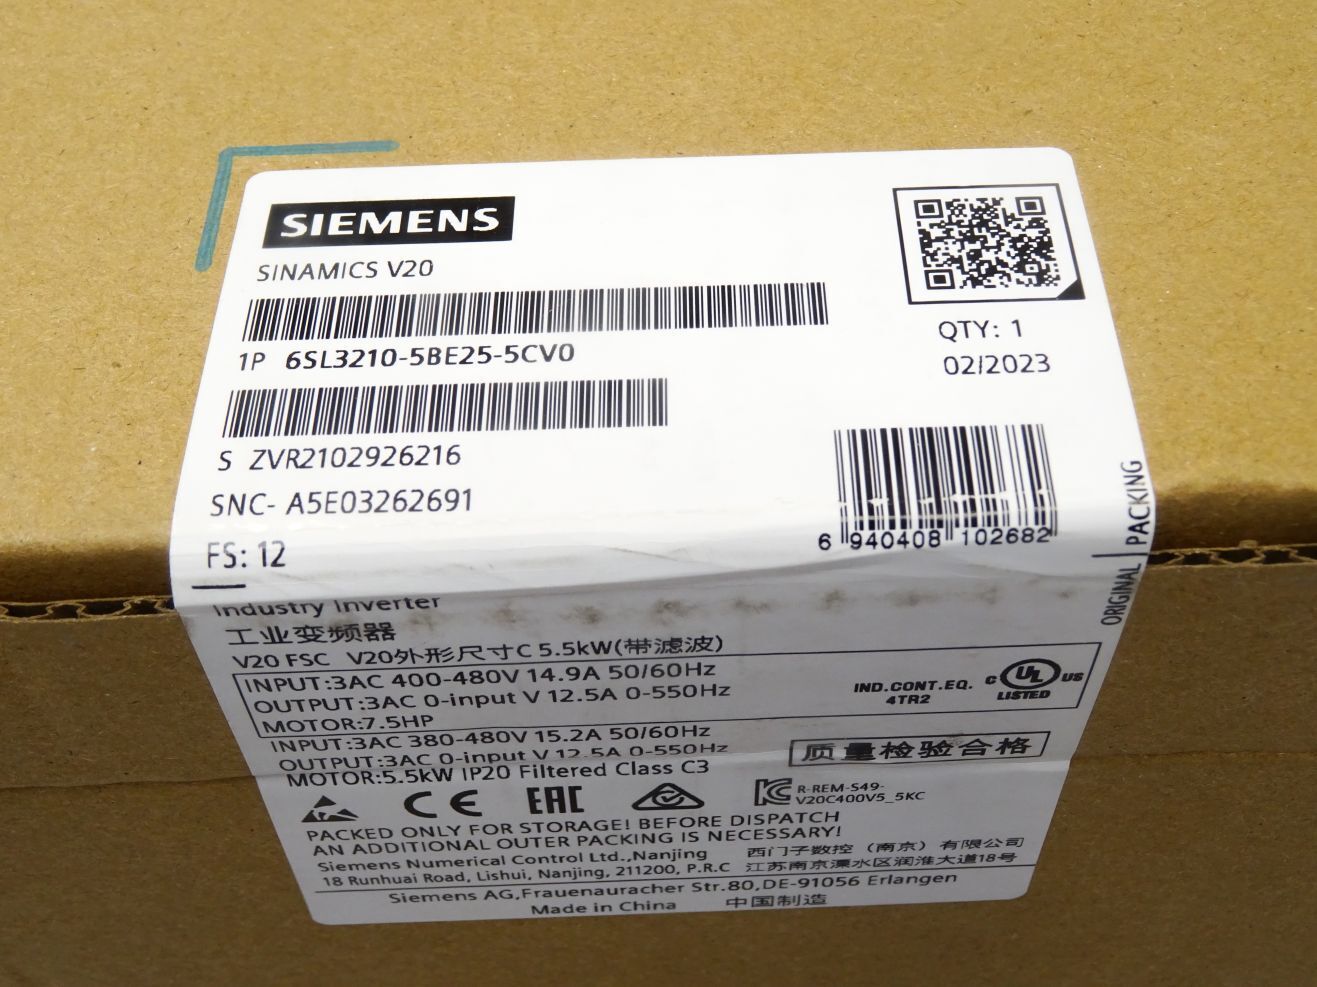 SIEMENS
SINAMICS V20
1P 6SL3210-5BE25-5CV0
QTY: 1
02/2023
S ZVR2102926216
SNC- A5E03262691
FS: 12
6 940408 102682
ORIGINAL PACKING
Industry Inverter
工业变频器
V20 FSC V20外形尺寸C 5.5kW(带滤波)
INPUT:3AC 400-480V 14.9A 50/60Hz
OUTPUT:3AC 0-input V 12.5A 0-550Hz
MOTOR:7.5HP
IND.CONT.EQ.
4TR2
C UL US
LISTED
INPUT:3AC 380-480V 15.2A 50/60Hz
OUTPUT:3AC 0-input V 12.5A 0-550Hz
MOTOR:5.5kW IP20 Filtered Class C3
质量检验合格
CE EAC
R-REM-S49-
V20C400V5_5KC
PACKED ONLY FOR STORAGE! BEFORE DISPATCH
AN ADDITIONAL OUTER PACKING IS NECESSARY!
Siemens Numerical Control Ltd.,Nanjing 西门子数控（南京）有限公司
18 Runhuai Road, Lishui, Nanjing, 211200, P.R.C 江苏南京溧水区润淮大道18号
Siemens AG,Frauenauracher Str.80,DE-91056 Erlangen
Made in China 中国制造